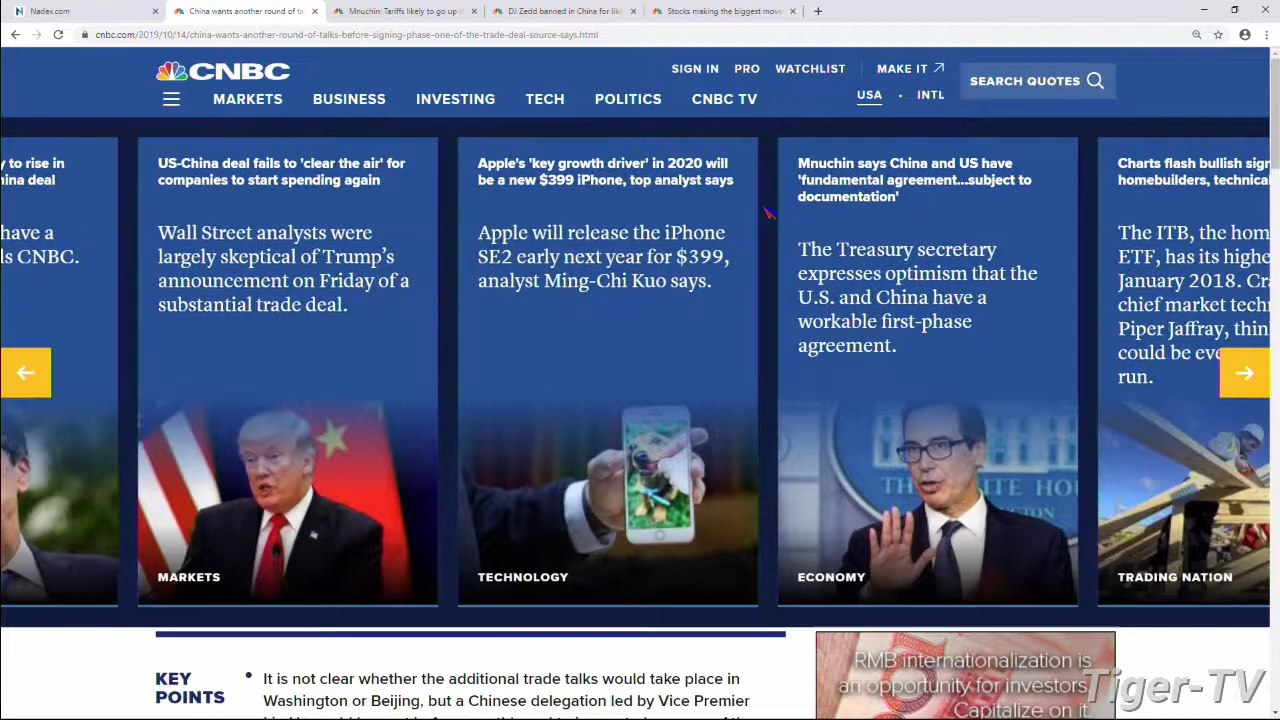 Nadex.com
China wants another round of ta
Mnuchin: Tariffs likely to go up i
DJ Zedd banned in China for lik
Stocks making the biggest move
cnbc.com/2019/10/14/china-wants-another-round-of-talks-before-signing-phase-one-of-the-trade-deal-source-says.html
CNBC
SIGN IN PRO WATCHLIST MAKE IT
SEARCH QUOTES
MARKETS BUSINESS INVESTING TECH POLITICS CNBC TV
USA · INTL
y to rise in
ina deal
have a
ls CNBC.
US-China deal fails to 'clear the air' for
companies to start spending again
Wall Street analysts were
largely skeptical of Trump's
announcement on Friday of a
substantial trade deal.
MARKETS
Apple's 'key growth driver' in 2020 will
be a new $399 iPhone, top analyst says
Apple will release the iPhone
SE2 early next year for $399,
analyst Ming-Chi Kuo says.
TECHNOLOGY
Mnuchin says China and US have
'fundamental agreement...subject to
documentation'
The Treasury secretary
expresses optimism that the
U.S. and China have a
workable first-phase
agreement.
ECONOMY
Charts flash bullish sign
homebuilders, technica
The ITB, the hom
ETF, has its highe
January 2018. Cra
chief market techn
Piper Jaffray, thin
could be eve
run.
TRADING NATION
KEY
POINTS
• It is not clear whether the additional trade talks would take place in
Washington or Beijing, but a Chinese delegation led by Vice Premier
RMB internationalization is
an opportunity for investors.
Capitalize on it.
Tiger-TV